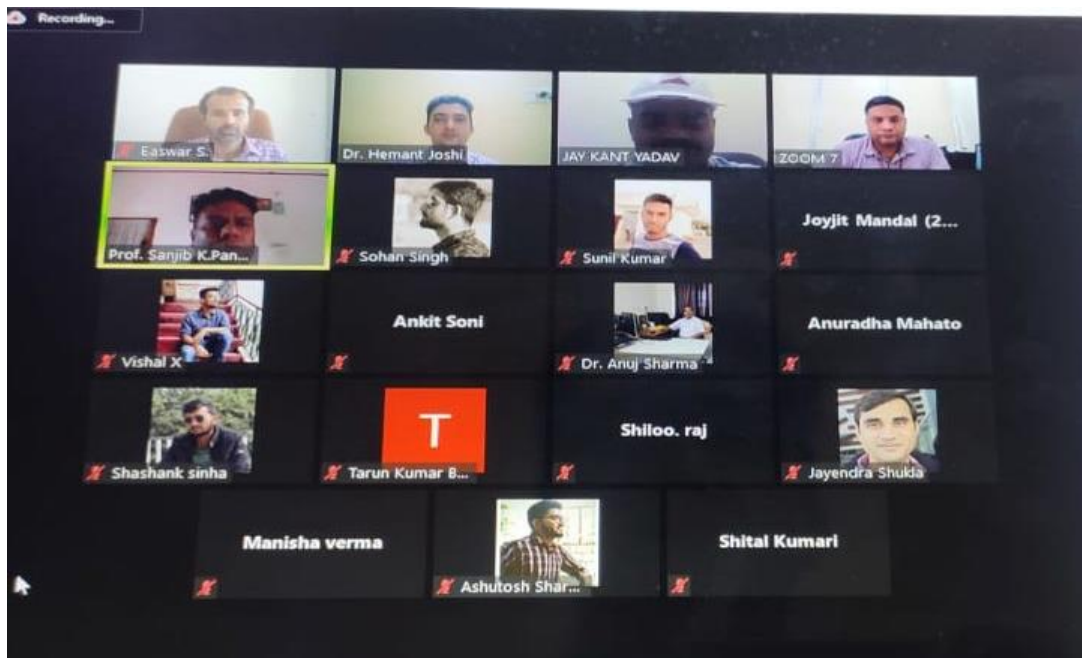 Recording...
Easwar S.
Dr. Hemant Joshi
JAY KANT YADAV
ZOOM 7
Prof. Sanjib K.Pan...
Sohan Singh
Sunil Kumar
Joyjit Mandal (2...
Vishal X
Ankit Soni
Dr. Anuj Sharma
Anuradha Mahato
Shashank sinha
T
Tarun Kumar B...
Shiloo. raj
Jayendra Shukla
Manisha verma
Ashutosh Shar...
Shital Kumari